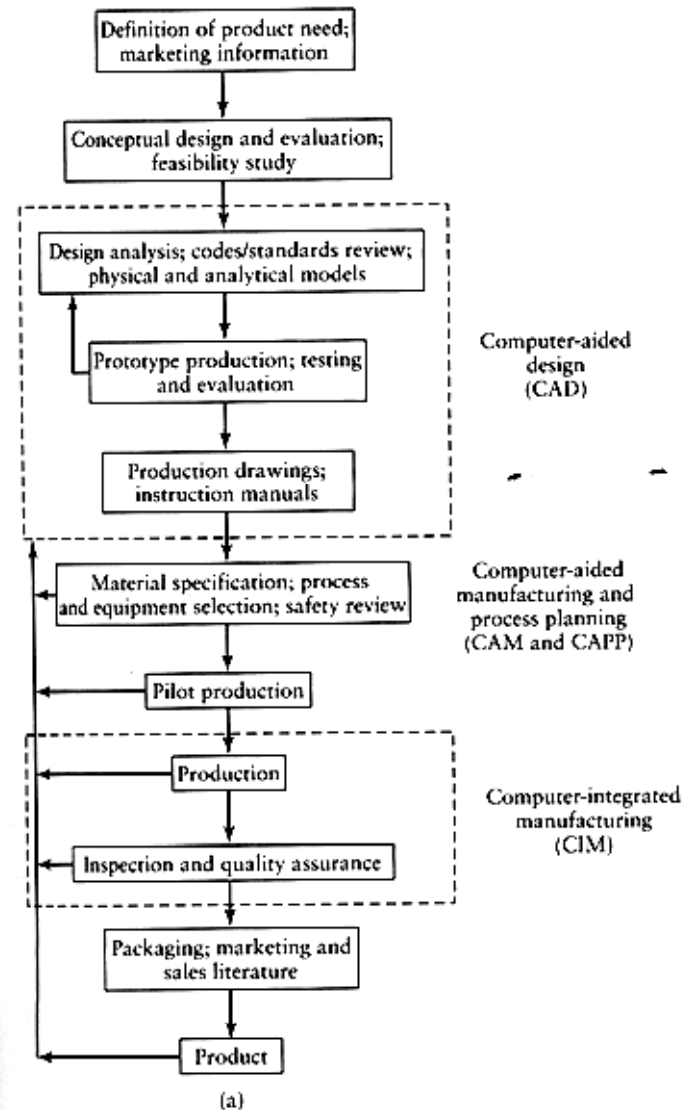 Definition of product need;
marketing information
Conceptual design and evaluation;
feasibility study
Design analysis; codes/standards review;
physical and analytical models
Prototype production; testing
and evaluation
Computer-aided
design
(CAD)
Production drawings;
instruction manuals
Material specification; process
and equipment selection; safety review
Computer-aided
manufacturing and
process planning
(CAM and CAPP)
Pilot production
Production
Computer-integrated
manufacturing
(CIM)
Inspection and quality assurance
Packaging; marketing and
sales literature
Product
(a)